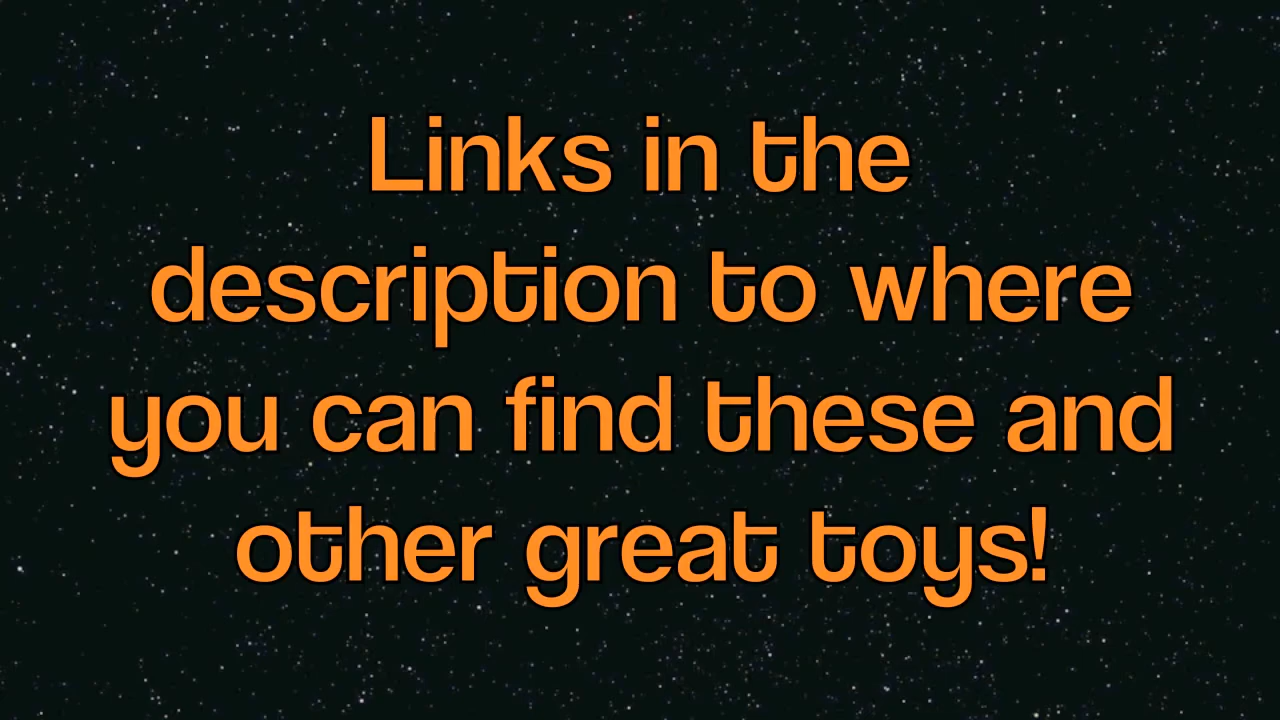 Links in the
description to where
you can find these and
other great toys!